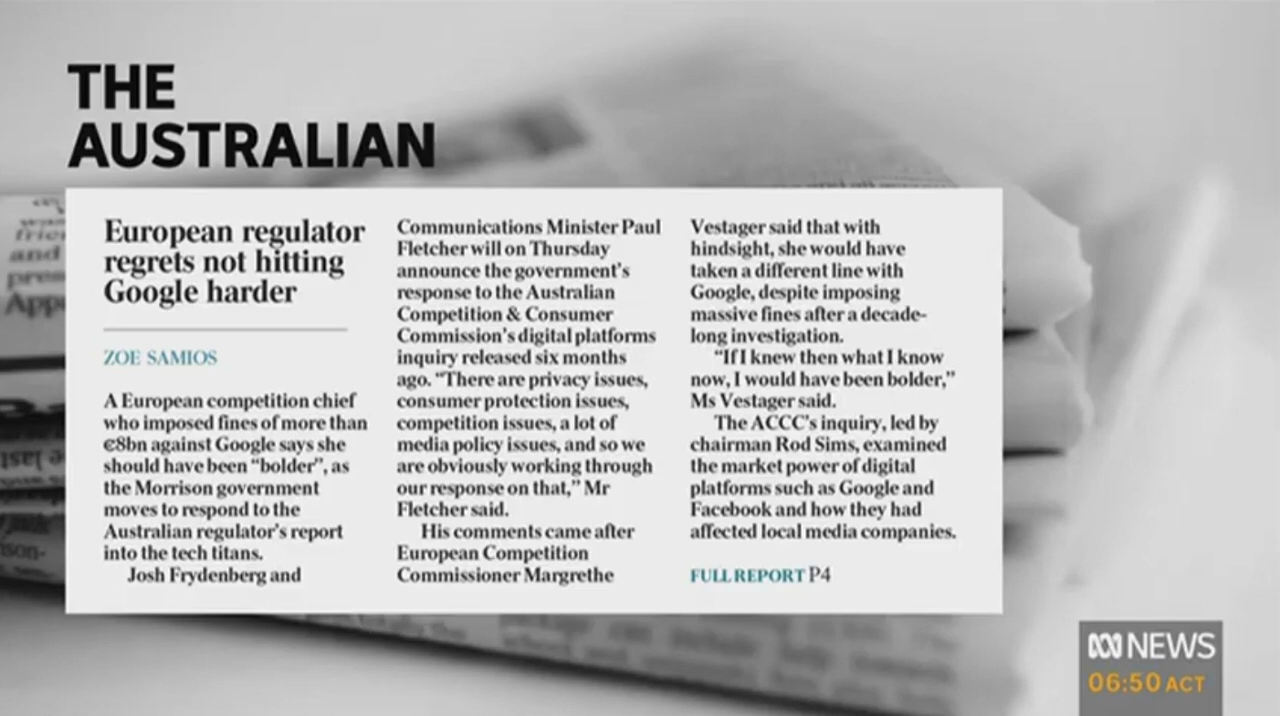 THE
AUSTRALIAN
European regulator
regrets not hitting
Google harder
ZOE SAMIOS
A European competition chief
who imposed fines of more than
€8bn against Google says she
should have been “bolder”, as
the Morrison government
moves to respond to the
Australian regulator’s report
into the tech titans.
Josh Frydenberg and
Communications Minister Paul
Fletcher will on Thursday
announce the government’s
response to the Australian
Competition & Consumer
Commission’s digital platforms
inquiry released six months
ago. “There are privacy issues,
consumer protection issues,
competition issues, a lot of
media policy issues, and so we
are obviously working through
our response on that,” Mr
Fletcher said.
His comments came after
European Competition
Commissioner Margrethe
Vestager said that with
hindsight, she would have
taken a different line with
Google, despite imposing
massive fines after a decade-
long investigation.
“If I knew then what I know
now, I would have been bolder,”
Ms Vestager said.
The ACCC’s inquiry, led by
chairman Rod Sims, examined
the market power of digital
platforms such as Google and
Facebook and how they had
affected local media companies.
FULL REPORT P4
NEWS
06:50 ACT